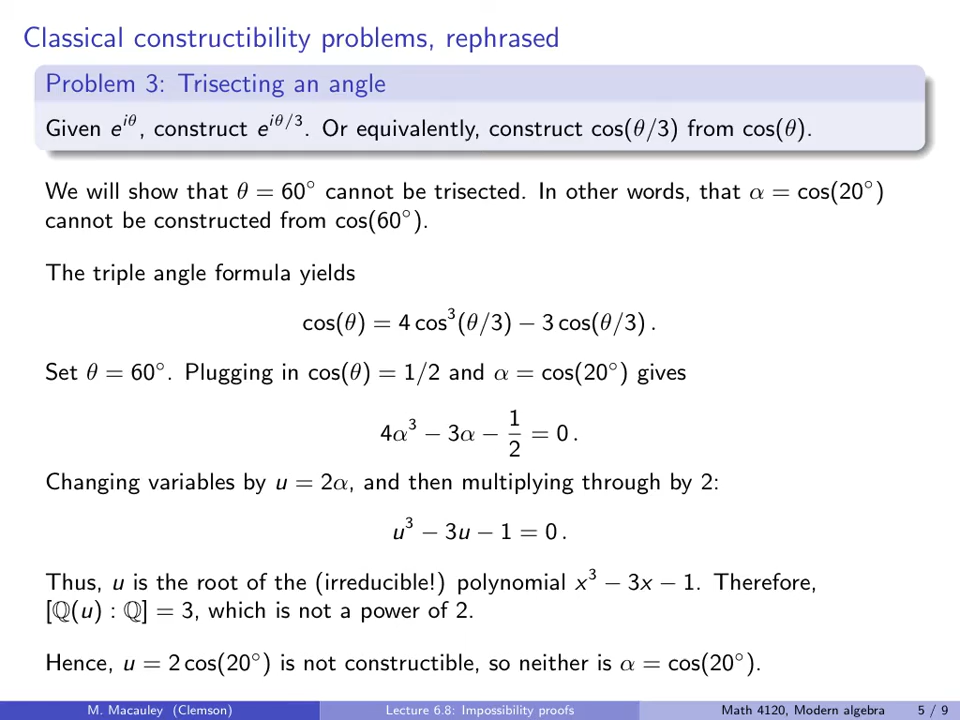 Classical constructibility problems, rephrased
Problem 3: Trisecting an angle
Given e^{iθ}, construct e^{iθ/3}. Or equivalently, construct cos(θ/3) from cos(θ).
We will show that θ = 60° cannot be trisected. In other words, that α = cos(20°)
cannot be constructed from cos(60°).
The triple angle formula yields
cos(θ) = 4 cos³(θ/3) − 3 cos(θ/3) .
Set θ = 60°. Plugging in cos(θ) = 1/2 and α = cos(20°) gives
4α³ − 3α − 1/2 = 0 .
Changing variables by u = 2α, and then multiplying through by 2:
u³ − 3u − 1 = 0 .
Thus, u is the root of the (irreducible!) polynomial x³ − 3x − 1. Therefore,
[ℚ(u) : ℚ] = 3, which is not a power of 2.
Hence, u = 2 cos(20°) is not constructible, so neither is α = cos(20°).
M. Macauley (Clemson) Lecture 6.8: Impossibility proofs Math 4120, Modern algebra 5 / 9